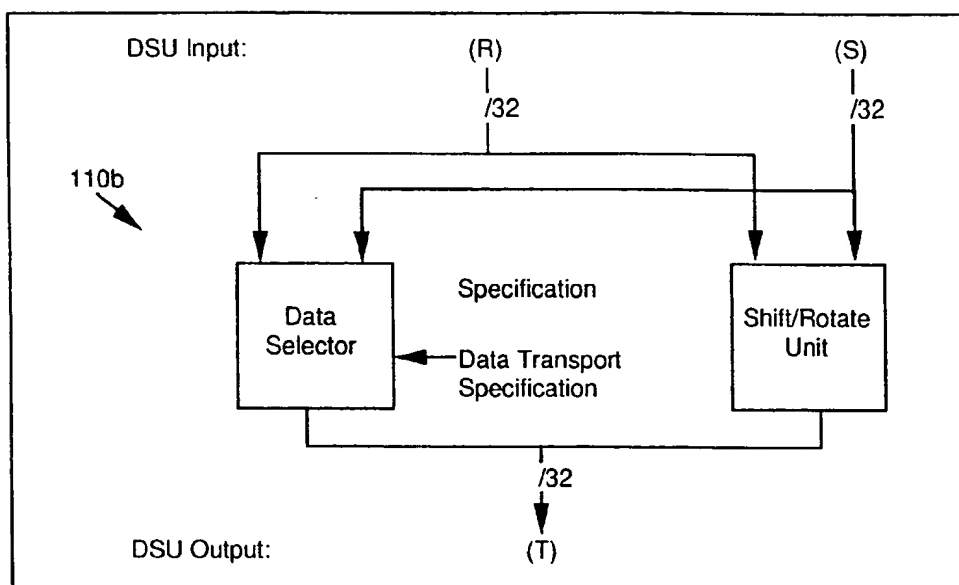 DSU Input:
(R)
(S)
/32
/32
110b
Data
Selector
Specification
Data Transport
Specification
Shift/Rotate
Unit
/32
DSU Output:
(T)